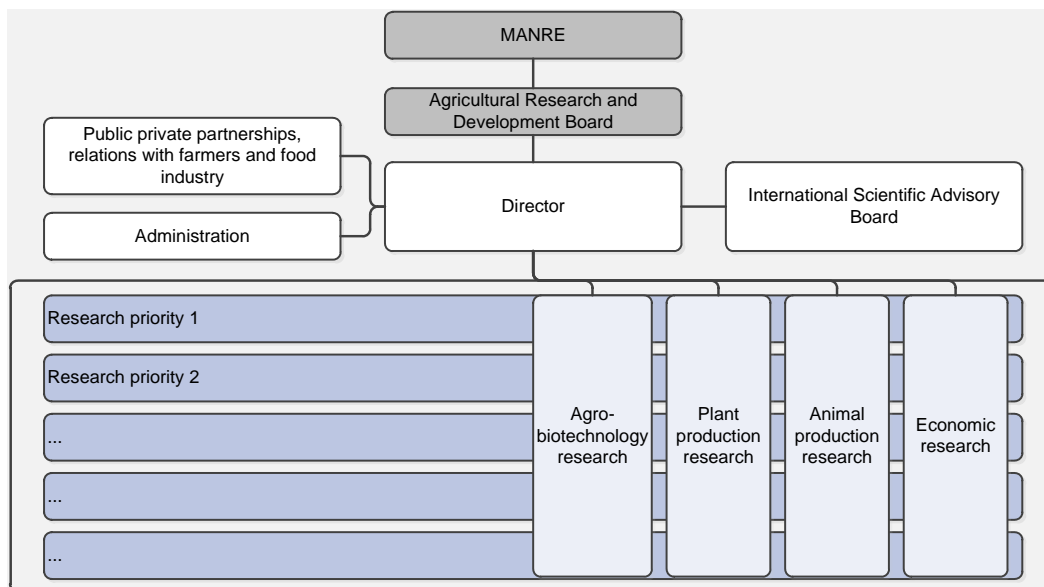 MANRE
Agricultural Research and
Development Board
Public private partnerships,
relations with farmers and food
industry
Administration
Director
International Scientific Advisory
Board
Research priority 1
Research priority 2
...
...
...
Agro-
biotechnology
research
Plant
production
research
Animal
production
research
Economic
research